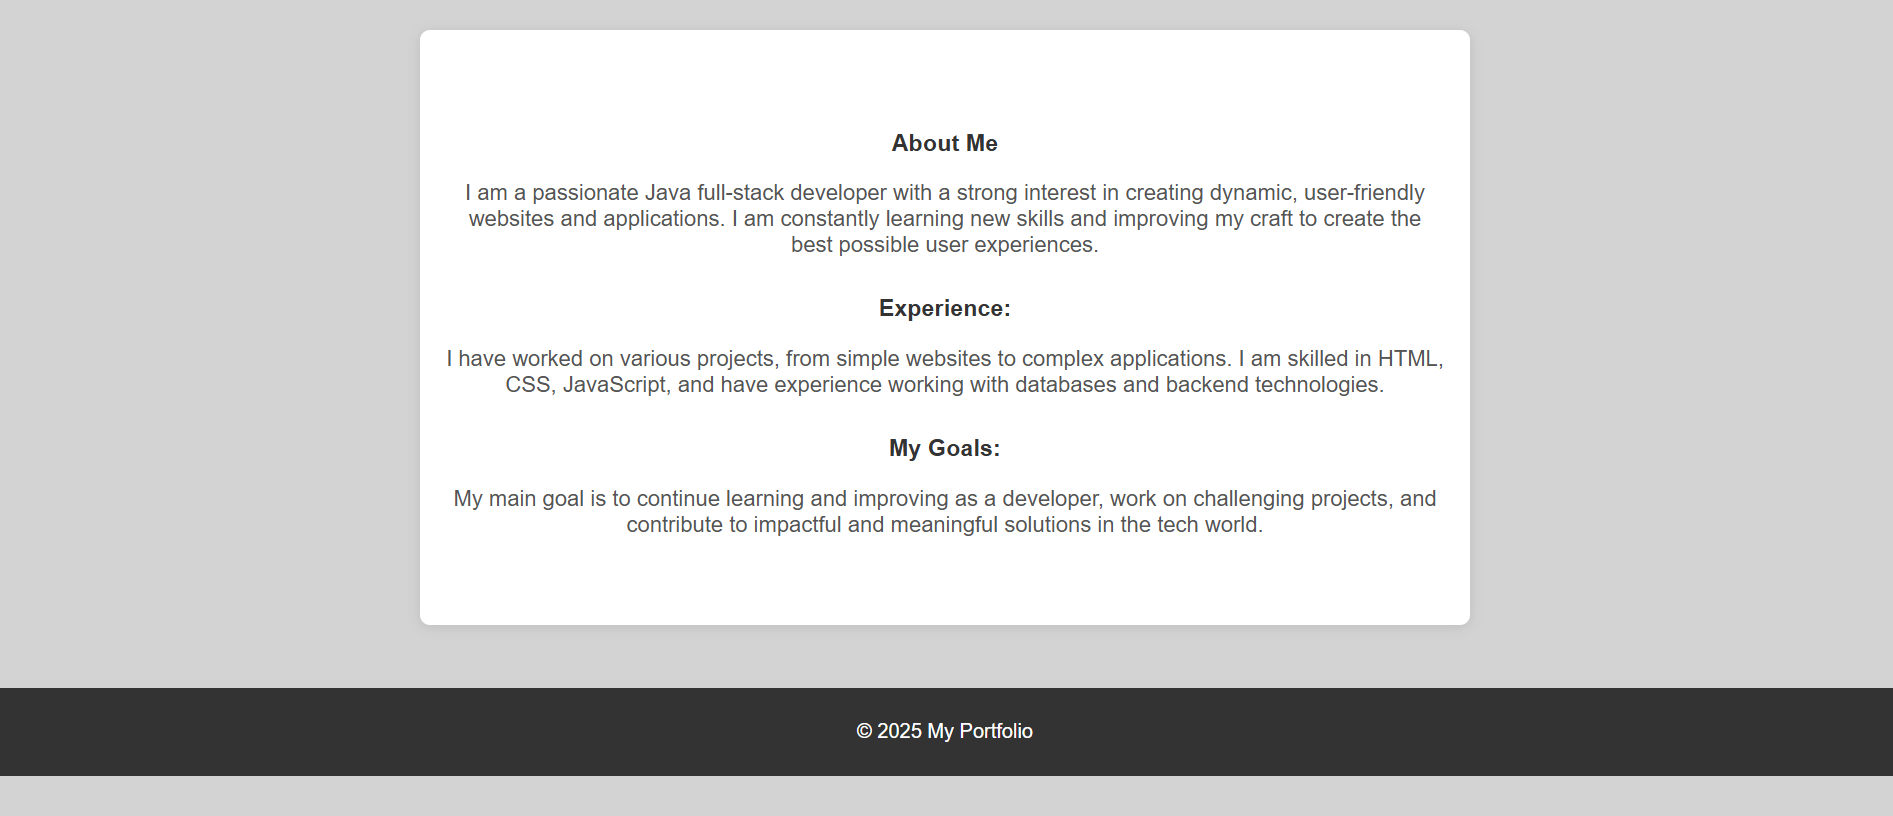 About Me
I am a passionate Java full-stack developer with a strong interest in creating dynamic, user-friendly
websites and applications. I am constantly learning new skills and improving my craft to create the
best possible user experiences.
Experience:
I have worked on various projects, from simple websites to complex applications. I am skilled in HTML,
CSS, JavaScript, and have experience working with databases and backend technologies.
My Goals:
My main goal is to continue learning and improving as a developer, work on challenging projects, and
contribute to impactful and meaningful solutions in the tech world.
© 2025 My Portfolio